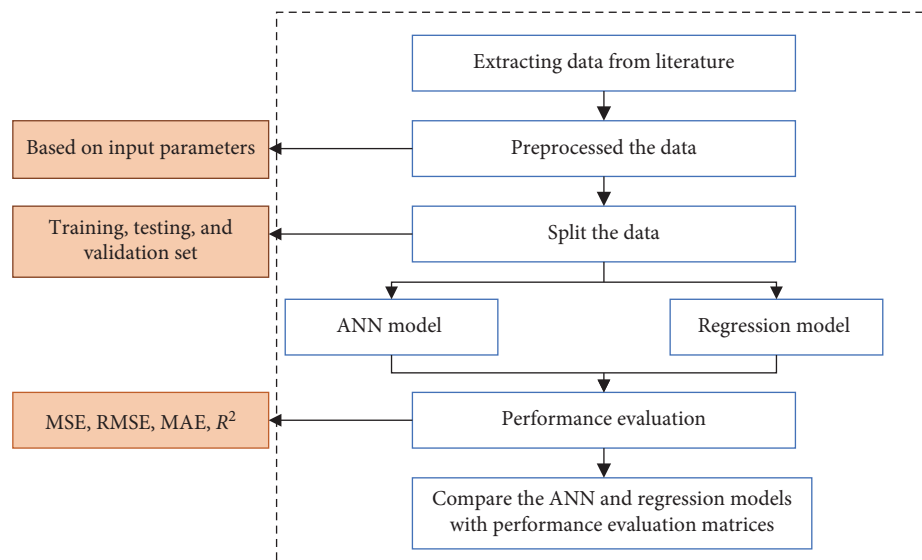 Extracting data from literature
Based on input parameters
Preprocessed the data
Training, testing, and
validation set
Split the data
ANN model
Regression model
MSE, RMSE, MAE, R²
Performance evaluation
Compare the ANN and regression models
with performance evaluation matrices